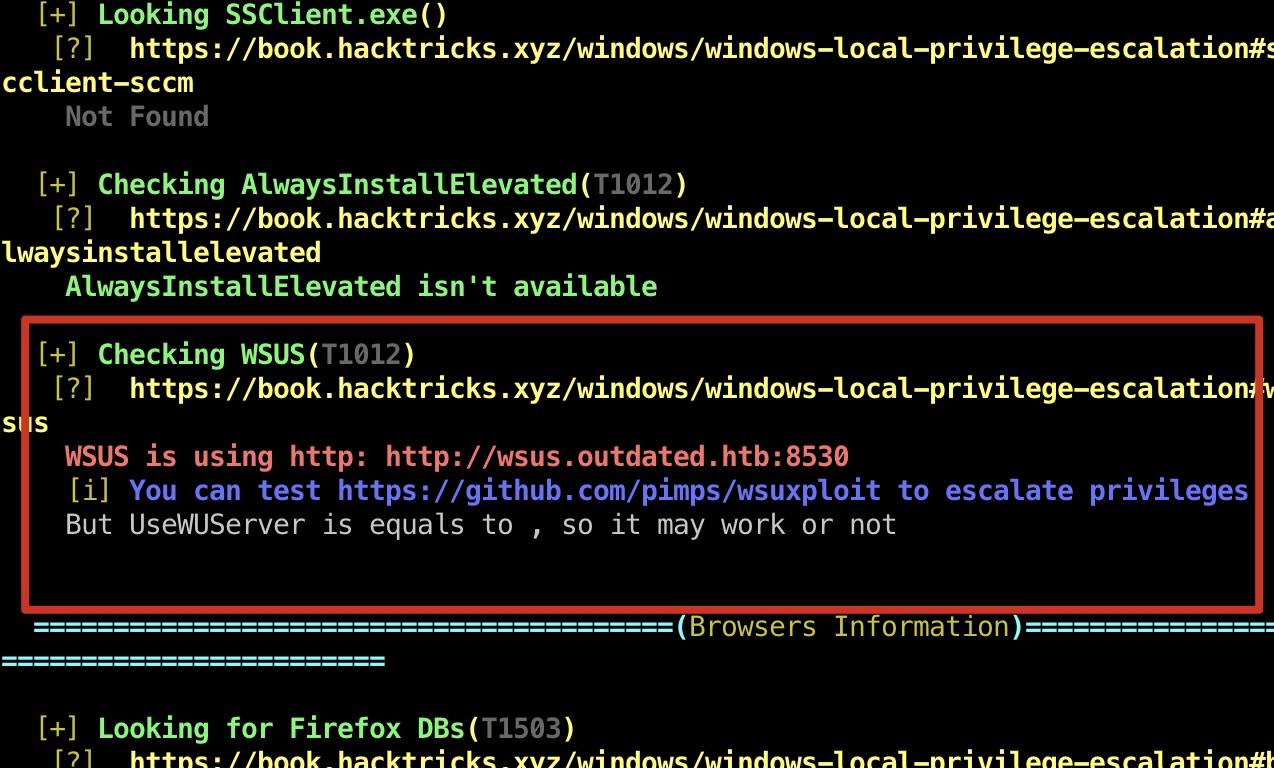 [+] Looking SSClient.exe()
[?]  https://book.hacktricks.xyz/windows/windows-local-privilege-escalation#s
cclient-sccm
Not Found
[+] Checking AlwaysInstallElevated(T1012)
[?]  https://book.hacktricks.xyz/windows/windows-local-privilege-escalation#a
lwaysinstallelevated
AlwaysInstallElevated isn't available
[+] Checking WSUS(T1012)
[?]  https://book.hacktricks.xyz/windows/windows-local-privilege-escalation#w
sus
WSUS is using http: http://wsus.outdated.htb:8530
[i] You can test https://github.com/pimps/wsuxploit to escalate privileges
But UseWUServer is equals to , so it may work or not
========================================(Browsers Information)================
========================
[+] Looking for Firefox DBs(T1503)
[?]  https://book.hacktricks.xyz/windows/windows-local-privilege-escalation#b